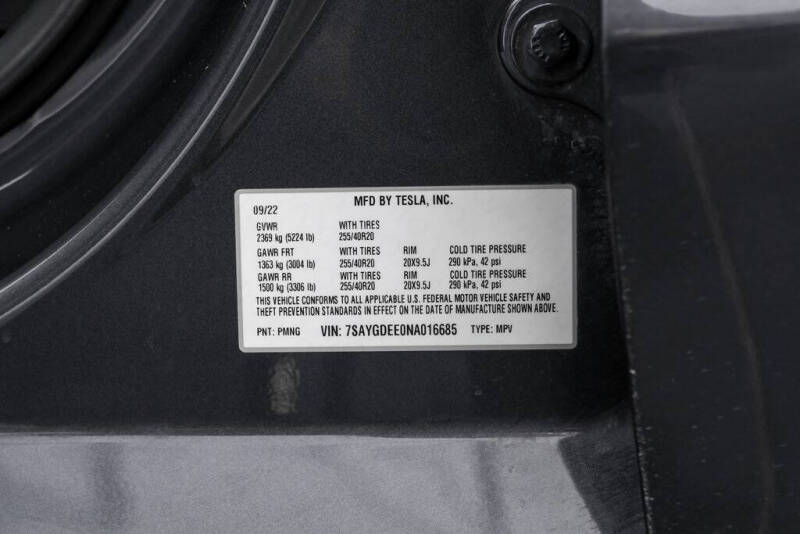 MFD BY TESLA, INC.
09/22
GVWR WITH TIRES
2369 kg (5224 lb) 255/40R20
GAWR FRT WITH TIRES RIM COLD TIRE PRESSURE
1363 kg (3004 lb) 255/40R20 20X9.5J 290 kPa, 42 psi
GAWR RR WITH TIRES RIM COLD TIRE PRESSURE
1500 kg (3306 lb) 255/40R20 20X9.5J 290 kPa, 42 psi
THIS VEHICLE CONFORMS TO ALL APPLICABLE U.S. FEDERAL MOTOR VEHICLE SAFETY AND
THEFT PREVENTION STANDARDS IN EFFECT ON THE DATE OF MANUFACTURE SHOWN ABOVE.
PNT: PMNG VIN: 7SAYGDEE0NA016685 TYPE: MPV